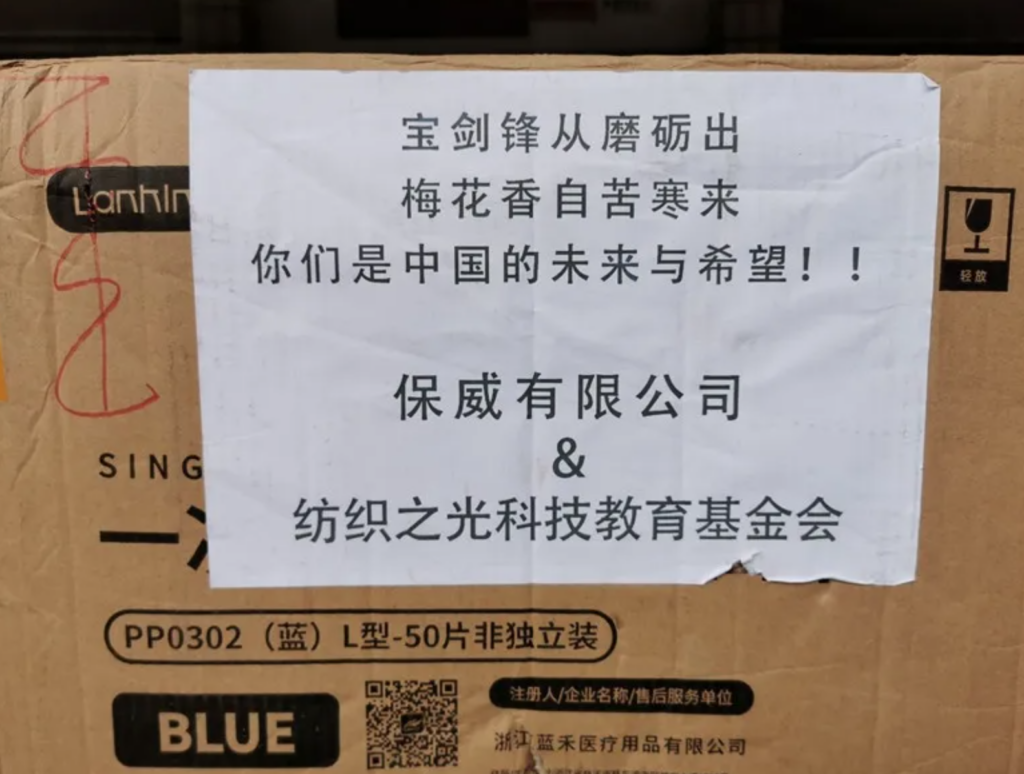 宝剑锋从磨砺出
梅花香自苦寒来
你们是中国的未来与希望！！
保威有限公司
&
纺织之光科技教育基金会
Lanhin
轻放
SING
一
PP0302（蓝）L型-50片非独立装
BLUE
注册人/企业名称/售后服务单位
浙江蓝禾医疗用品有限公司